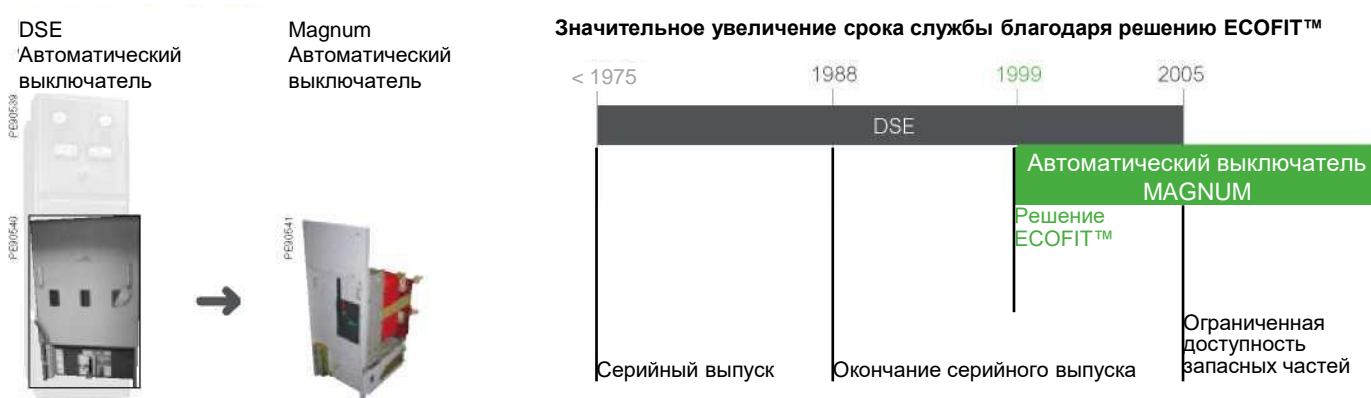 DSE
Автоматический
выключатель
PE90539
PE90540
Magnum
Автоматический
выключатель
PE90541
Значительное увеличение срока службы благодаря решению ECOFIT™
< 1975
1988
1999
2005
DSE
Автоматический выключатель
MAGNUM
Решение
ECOFIT™
Серийный выпуск
Окончание серийного выпуска
Ограниченная
доступность
запасных частей